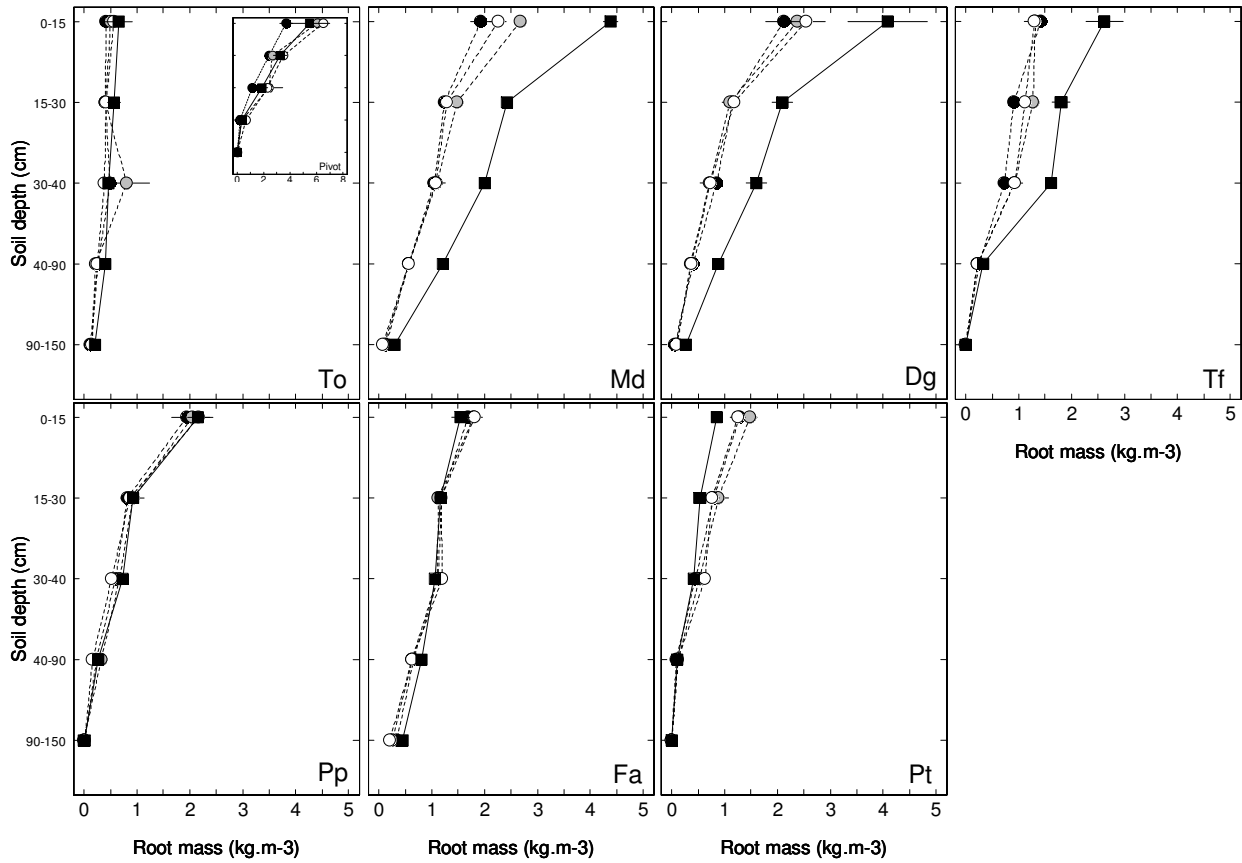 0-15
15-30
30-40
40-90
90-150
Soil depth (cm)
Pivot
0 2 4 6 8
To
Md
Dg
Tf
0 1 2 3 4 5
Root mass (kg.m-3)
0-15
15-30
30-40
40-90
90-150
Soil depth (cm)
Pp
Fa
Pt
0 1 2 3 4 5
0 1 2 3 4 5
0 1 2 3 4 5
Root mass (kg.m-3)
Root mass (kg.m-3)
Root mass (kg.m-3)